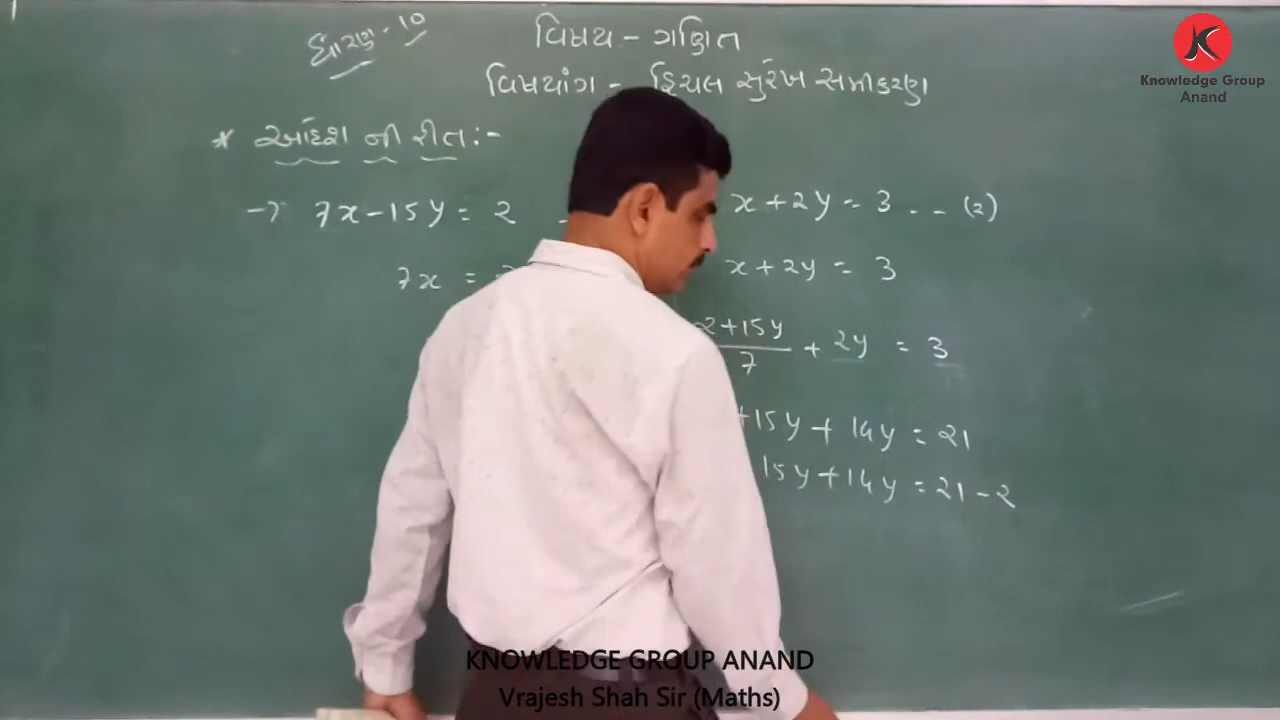 ધોરણ - 10
વિષય - ગણિત
વિષયાંગ - દ્વિચલ સુરેખ સમીકરણ
* આદેશ ની રીત :-
→ 7x - 15y = 2 -
x + 2y = 3 . - - (2)
7x = 2
x + 2y = 3
2 + 15y / 7 + 2y = 3
+ 15y + 14y = 21
15y + 14y = 21 - 2
K
Knowledge Group
Anand
KNOWLEDGE GROUP ANAND
Vrajesh Shah Sir (Maths)